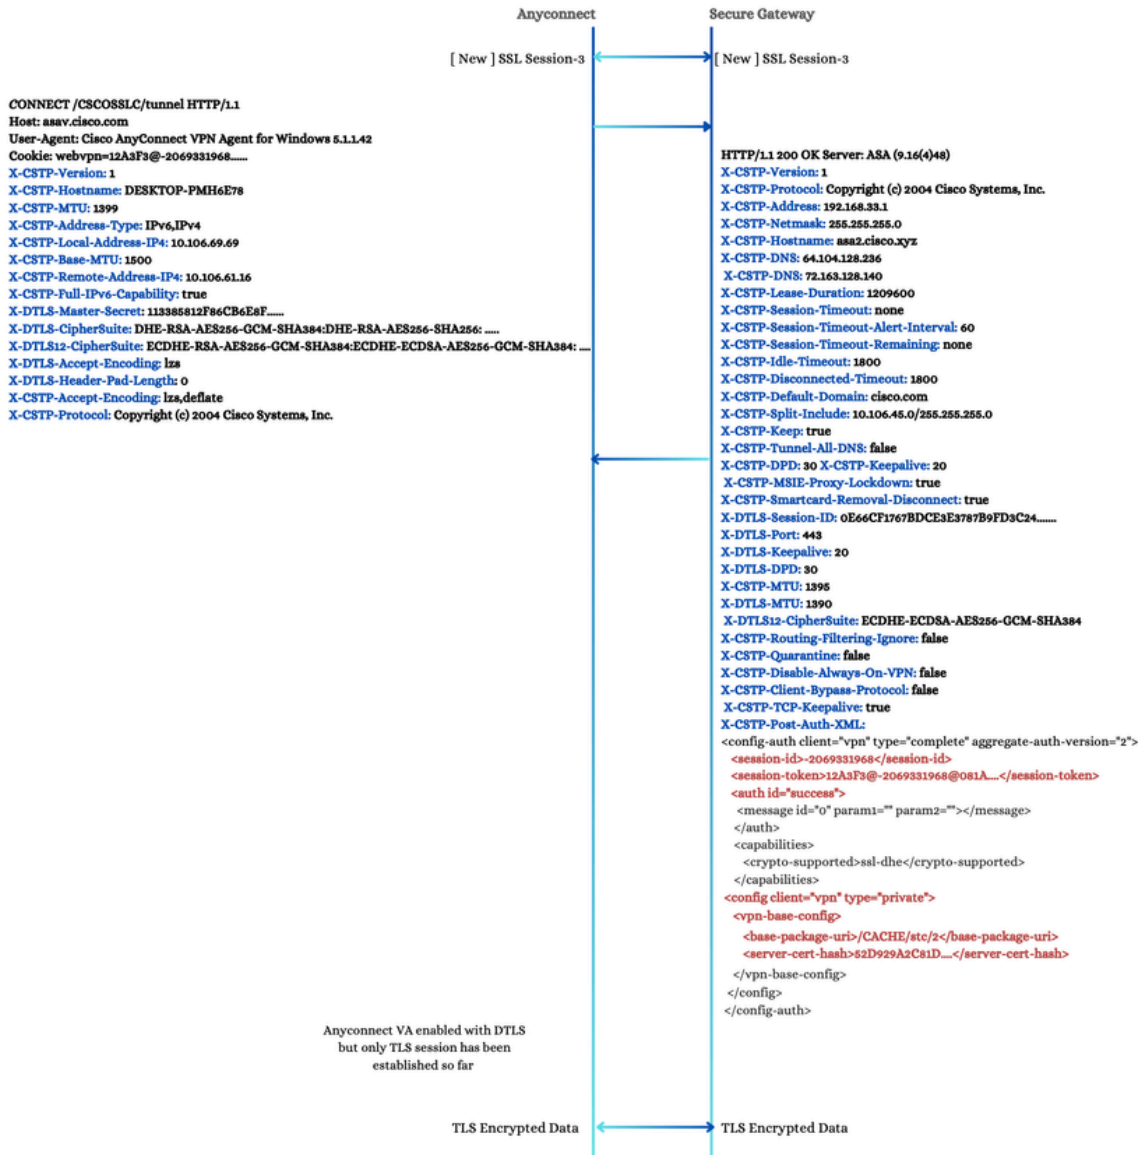 Anyconnect
Secure Gateway
[ New ] SSL Session-3
[ New ] SSL Session-3
CONNECT /CSCOSSLC/tunnel HTTP/1.1
Host: asav.cisco.com
User-Agent: Cisco AnyConnect VPN Agent for Windows 5.1.1.42
Cookie: webvpn=12A3F3@-2069331968......
X-CSTP-Version: 1
X-CSTP-Hostname: DESKTOP-PMH6E78
X-CSTP-MTU: 1399
X-CSTP-Address-Type: IPv6,IPv4
X-CSTP-Local-Address-IP4: 10.106.69.69
X-CSTP-Base-MTU: 1500
X-CSTP-Remote-Address-IP4: 10.106.61.16
X-CSTP-Full-IPv6-Capability: true
X-DTLS-Master-Secret: 113385812F86CB6E8F......
X-DTLS-CipherSuite: DHE-RSA-AES256-GCM-SHA384:DHE-RSA-AES256-SHA256: .....
X-DTLS12-CipherSuite: ECDHE-RSA-AES256-GCM-SHA384:ECDHE-ECDSA-AES256-GCM-SHA384: ....
X-DTLS-Accept-Encoding: lzs
X-DTLS-Header-Pad-Length: 0
X-CSTP-Accept-Encoding: lzs,deflate
X-CSTP-Protocol: Copyright (c) 2004 Cisco Systems, Inc.
HTTP/1.1 200 OK Server: ASA (9.16(4)48)
X-CSTP-Version: 1
X-CSTP-Protocol: Copyright (c) 2004 Cisco Systems, Inc.
X-CSTP-Address: 192.168.33.1
X-CSTP-Netmask: 255.255.255.0
X-CSTP-Hostname: asa2.cisco.xyz
X-CSTP-DNS: 64.104.128.236
X-CSTP-DNS: 72.163.128.140
X-CSTP-Lease-Duration: 1209600
X-CSTP-Session-Timeout: none
X-CSTP-Session-Timeout-Alert-Interval: 60
X-CSTP-Session-Timeout-Remaining: none
X-CSTP-Idle-Timeout: 1800
X-CSTP-Disconnected-Timeout: 1800
X-CSTP-Default-Domain: cisco.com
X-CSTP-Split-Include: 10.106.45.0/255.255.255.0
X-CSTP-Keep: true
X-CSTP-Tunnel-All-DNS: false
X-CSTP-DPD: 30 X-CSTP-Keepalive: 20
X-CSTP-MSIE-Proxy-Lockdown: true
X-CSTP-Smartcard-Removal-Disconnect: true
X-DTLS-Session-ID: 0E66CF1767BDCE3E3787B9FD3C24.......
X-DTLS-Port: 443
X-DTLS-Keepalive: 20
X-DTLS-DPD: 30
X-CSTP-MTU: 1395
X-DTLS-MTU: 1390
X-DTLS12-CipherSuite: ECDHE-ECDSA-AES256-GCM-SHA384
X-CSTP-Routing-Filtering-Ignore: false
X-CSTP-Quarantine: false
X-CSTP-Disable-Always-On-VPN: false
X-CSTP-Client-Bypass-Protocol: false
X-CSTP-TCP-Keepalive: true
X-CSTP-Post-Auth-XML:
<config-auth client="vpn" type="complete" aggregate-auth-version="2">
<session-id>-2069331968</session-id>
<session-token>12A3F3@-2069331968@081A....</session-token>
<auth id="success">
<message id="0" param1="" param2=""></message>
</auth>
<capabilities>
<crypto-supported>ssl-dhe</crypto-supported>
</capabilities>
<config client="vpn" type="private">
<vpn-base-config>
<base-package-uri>/CACHE/stc/2</base-package-uri>
<server-cert-hash>52D929A2C81D....</server-cert-hash>
</vpn-base-config>
</config>
</config-auth>
Anyconnect VA enabled with DTLS
but only TLS session has been
established so far
TLS Encrypted Data
TLS Encrypted Data